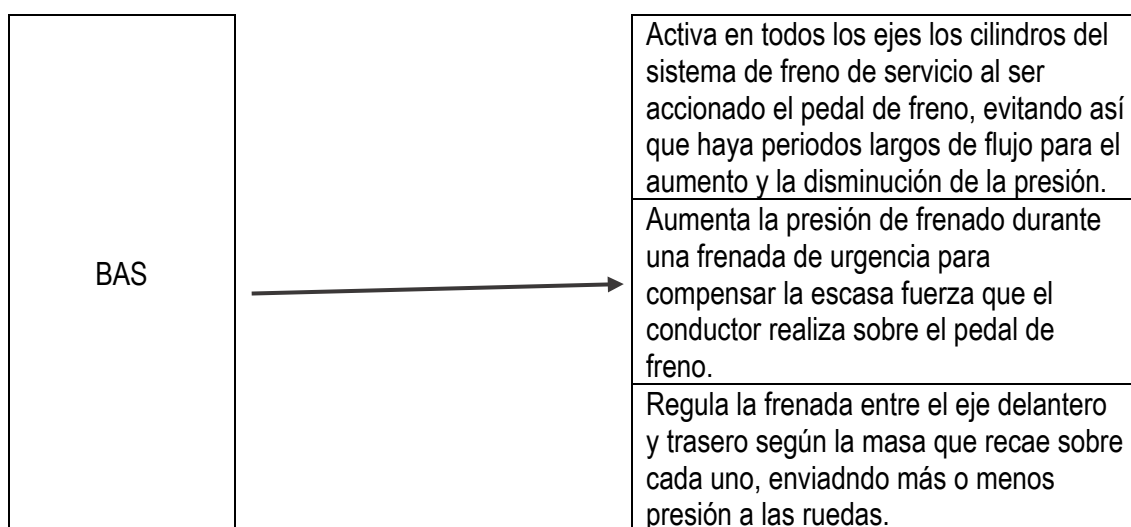 BAS
Activa en todos los ejes los cilindros del
sistema de freno de servicio al ser
accionado el pedal de freno, evitando así
que haya periodos largos de flujo para el
aumento y la disminución de la presión.
Aumenta la presión de frenado durante
una frenada de urgencia para
compensar la escasa fuerza que el
conductor realiza sobre el pedal de
freno.
Regula la frenada entre el eje delantero
y trasero según la masa que recae sobre
cada uno, enviadndo más o menos
presión a las ruedas.